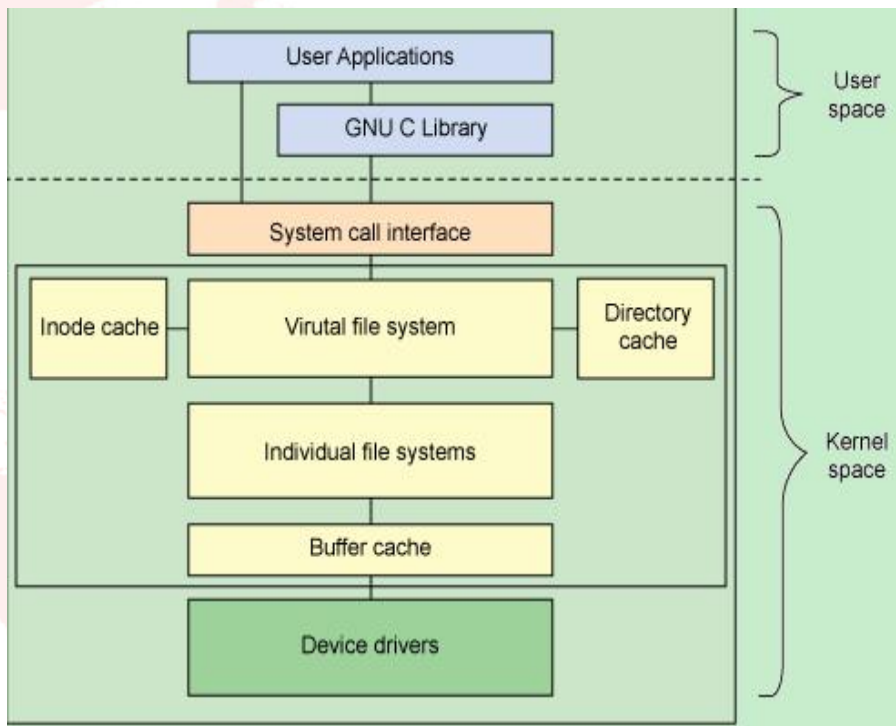 User Applications
User
space
GNU C Library
System call interface
Inode cache
Virutal file system
Directory
cache
Individual file systems
Kernel
space
Buffer cache
Device drivers